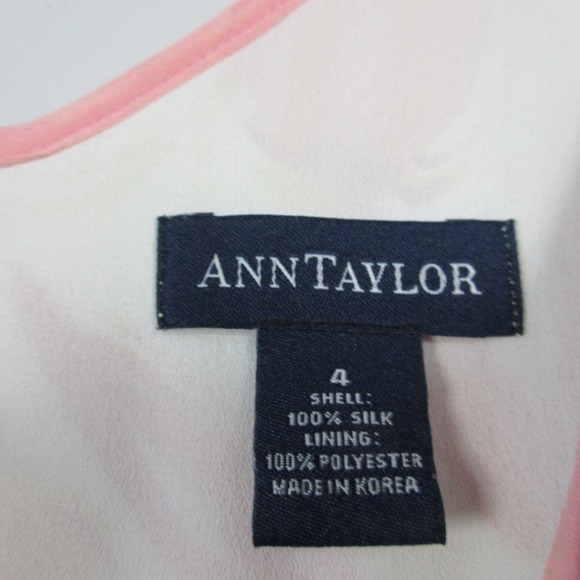 ANNTAYLOR
4
SHELL:
100% SILK
LINING:
100% POLYESTER
MADE IN KOREA